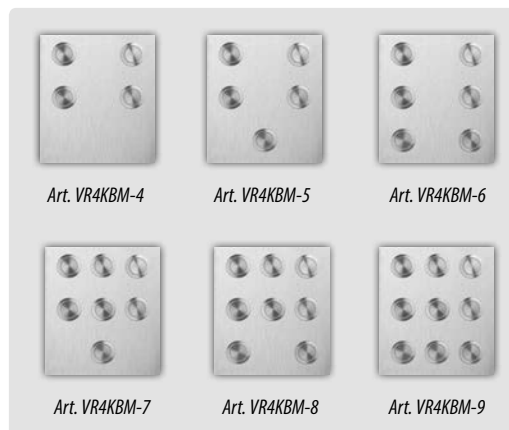 Art. VR4KBM-4
Art. VR4KBM-5
Art. VR4KBM-6
Art. VR4KBM-7
Art. VR4KBM-8
Art. VR4KBM-9